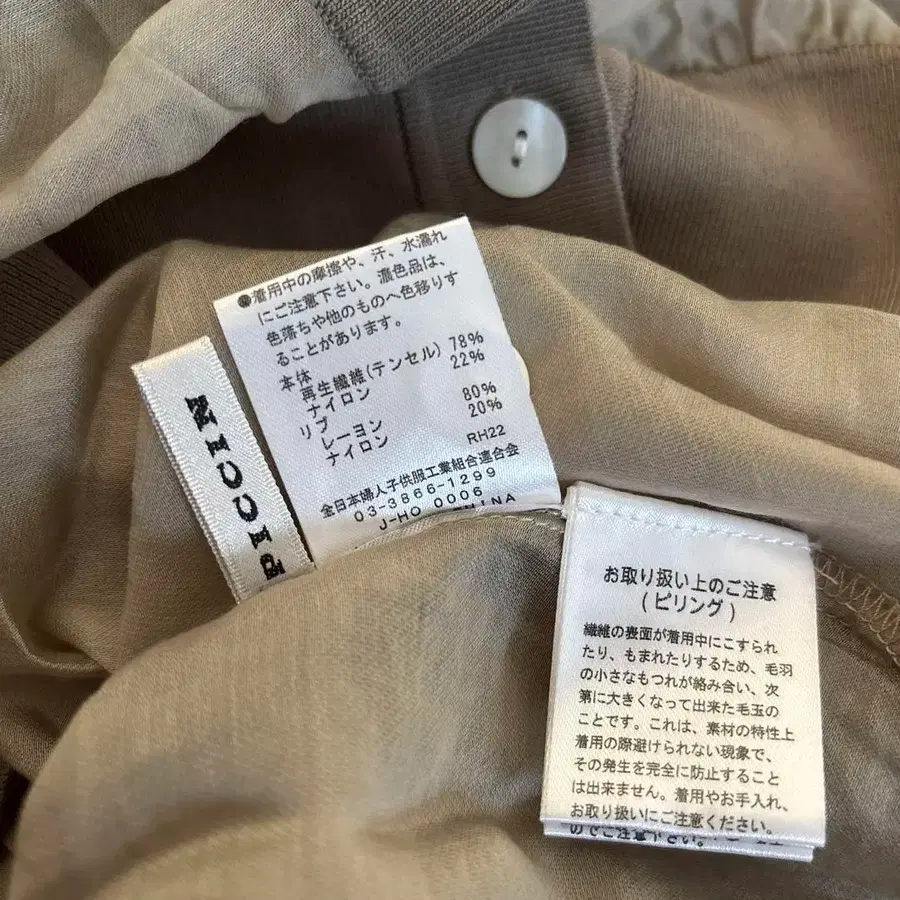 PICCIN
※着用中の摩擦や、汗、水濡れ
にご注意下さい。濃色品は、
色落ちや他のものへ色移りす
ることがあります。
本体
再生繊維(テンセル) 78%
ナイロン 22%
リブ
レーヨン 80%
ナイロン 20%
RH22
全日本婦人子供服工業組合連合会
03-3866-1299
J-HO 0006
CHINA
お取り扱い上のご注意
(ピリング)
繊維の表面が着用中にこすられ
たり、もまれたりするため、毛羽
の小さなもつれが絡み合い、次
第に大きくなって出来た毛玉の
ことです。これは、素材の特性上
着用の際避けられない現象で、
その発生を完全に防止すること
は出来ません。着用やお手入れ、
お取り扱いにご注意ください。
のでご注意下さい。